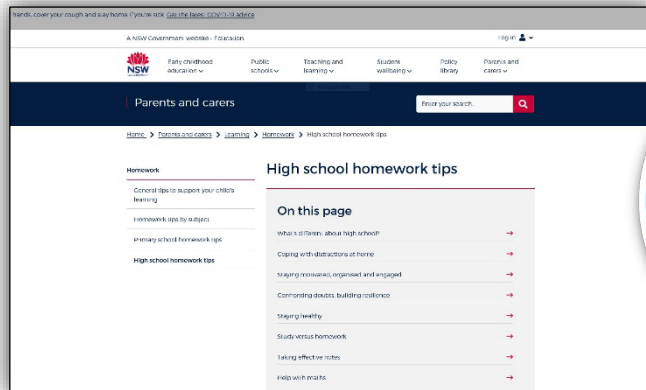 hands, cover your cough and stay home if you're sick. Get the latest COVID-19 advice
A NSW Government website - Education
Log in
Early childhood education
Public schools
Teaching and learning
Student wellbeing
Policy library
Parents and carers
NSW
Parents and carers
Enter your search.
Home > Parents and carers > Learning > Homework > High school homework tips
Homework
General tips to support your child's
learning
Homework tips by subject
Primary school homework tips
High school homework tips
High school homework tips
On this page
What's different about high school?
Coping with distractions at home
Staying motivated, organised and engaged
Confronting doubts, building resilience
Staying healthy
Study versus homework
Taking effective notes
Help with maths